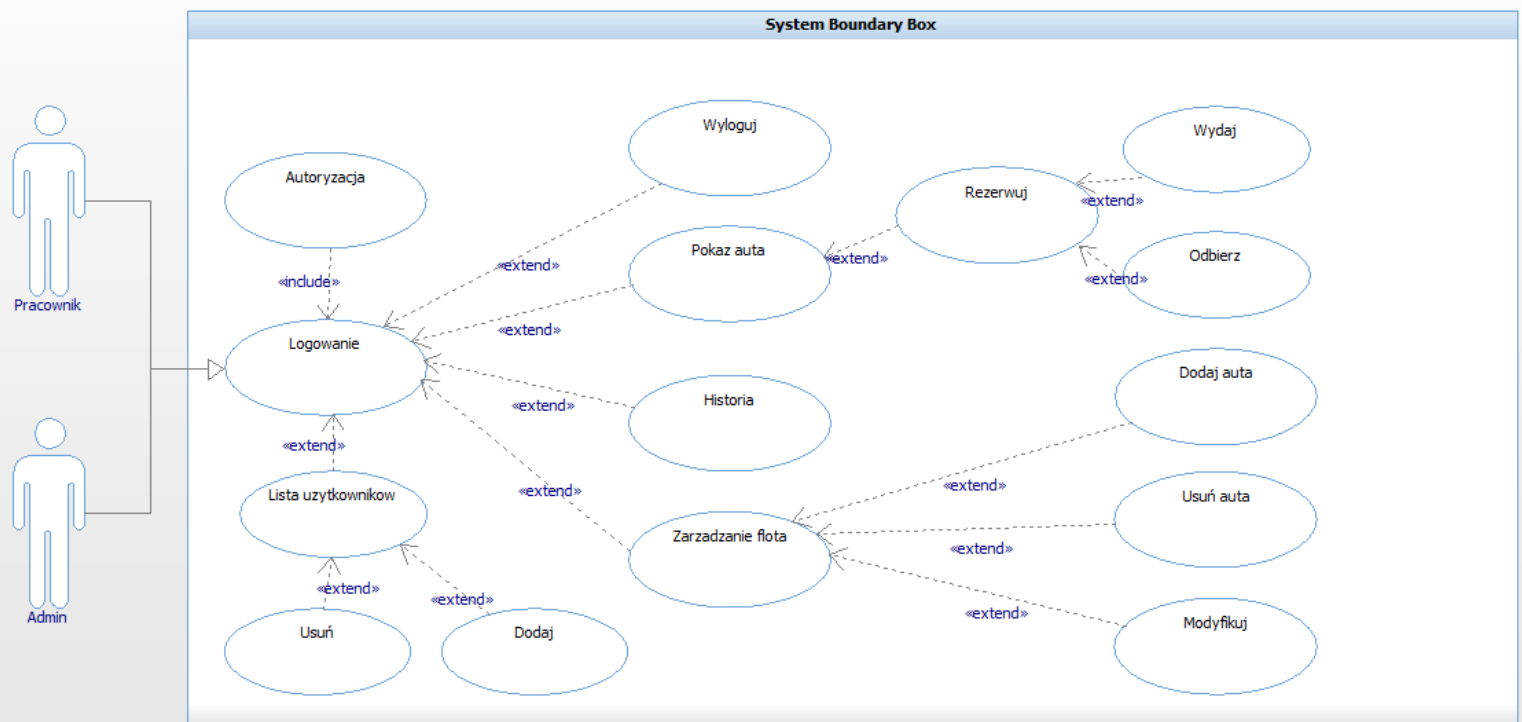 System Boundary Box
Pracownik
Admin
Autoryzacja
«include»
Logowanie
«extend»
Lista uzytkownikow
«extend»
«extend»
Usuń
Dodaj
Wyloguj
«extend»
Pokaz auta
«extend»
Historia
«extend»
Zarzadzanie flota
«extend»
Rezerwuj
«extend»
Wydaj
«extend»
Odbierz
«extend»
Dodaj auta
«extend»
Usuń auta
«extend»
Modyfikuj
«extend»